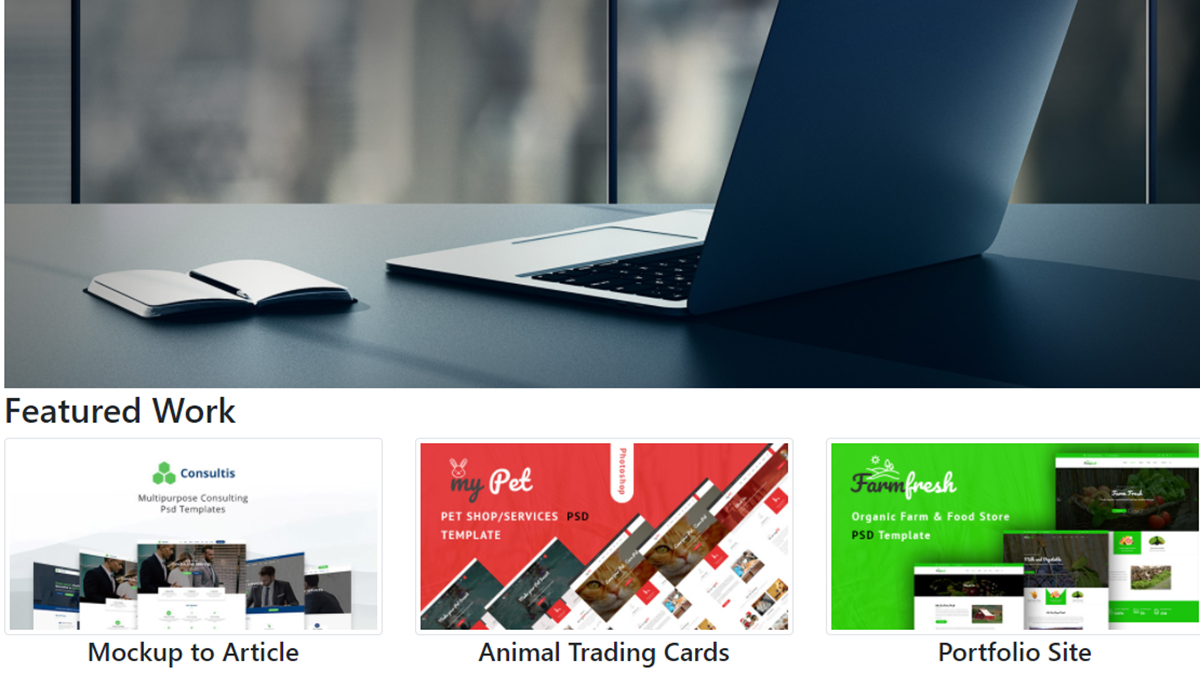 Featured Work
Consultis
Multipurpose Consulting
Psd Templates
my Pet
Photoshop
PET SHOP/SERVICES PSD
TEMPLATE
Farmfresh
Organic Farm & Food Store
PSD Template
Farm Fresh
Mockup to Article
Animal Trading Cards
Portfolio Site